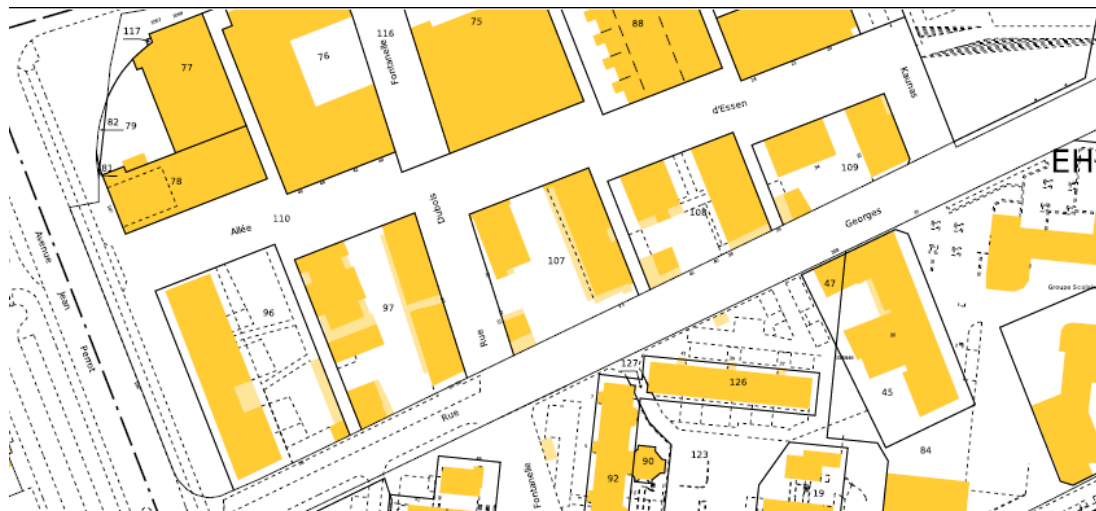 117
116
75
88
76
77
Fontanelle
Kaunas
82
79
d'Essen
81
78
EH
109
108
Dubois
110
Allée
Georges
Avenue
107
Jean
47
Groupe Scolaire
96
97
Rue
Perrot
127
126
45
Rue
84
123
90
Fontanelle
92
19